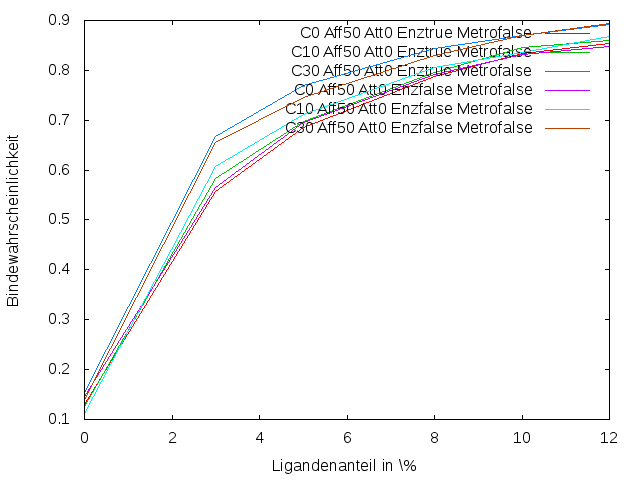 0.9
0.8
0.7
0.6
0.5
0.4
0.3
0.2
0.1
0 2 4 6 8 10 12
Bindewahrscheinlichkeit
Ligandenanteil in \%
C0 Aff50 Att0 Enztrue Metrofalse
C10 Aff50 Att0 Enztrue Metrofalse
C30 Aff50 Att0 Enztrue Metrofalse
C0 Aff50 Att0 Enzfalse Metrofalse
C10 Aff50 Att0 Enzfalse Metrofalse
C30 Aff50 Att0 Enzfalse Metrofalse